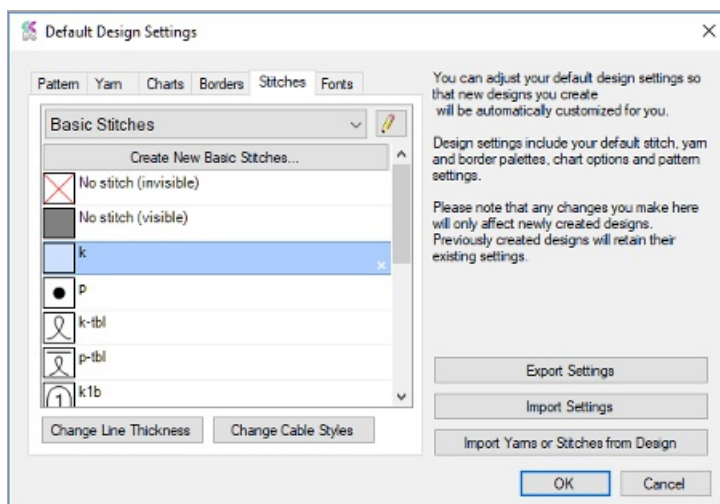 Default Design Settings
Pattern Yarn Charts Borders Stitches Fonts
Basic Stitches
Create New Basic Stitches...
No stitch (invisible)
No stitch (visible)
k
p
k-tbl
p-tbl
1 k1b
Change Line Thickness Change Cable Styles
You can adjust your default design settings so
that new designs you create
will be automatically customized for you.
Design settings include your default stitch, yarn
and border palettes, chart options and pattern
settings.
Please note that any changes you make here
will only affect newly created designs.
Previously created designs will retain their
existing settings.
Export Settings
Import Settings
Import Yarns or Stitches from Design
OK Cancel